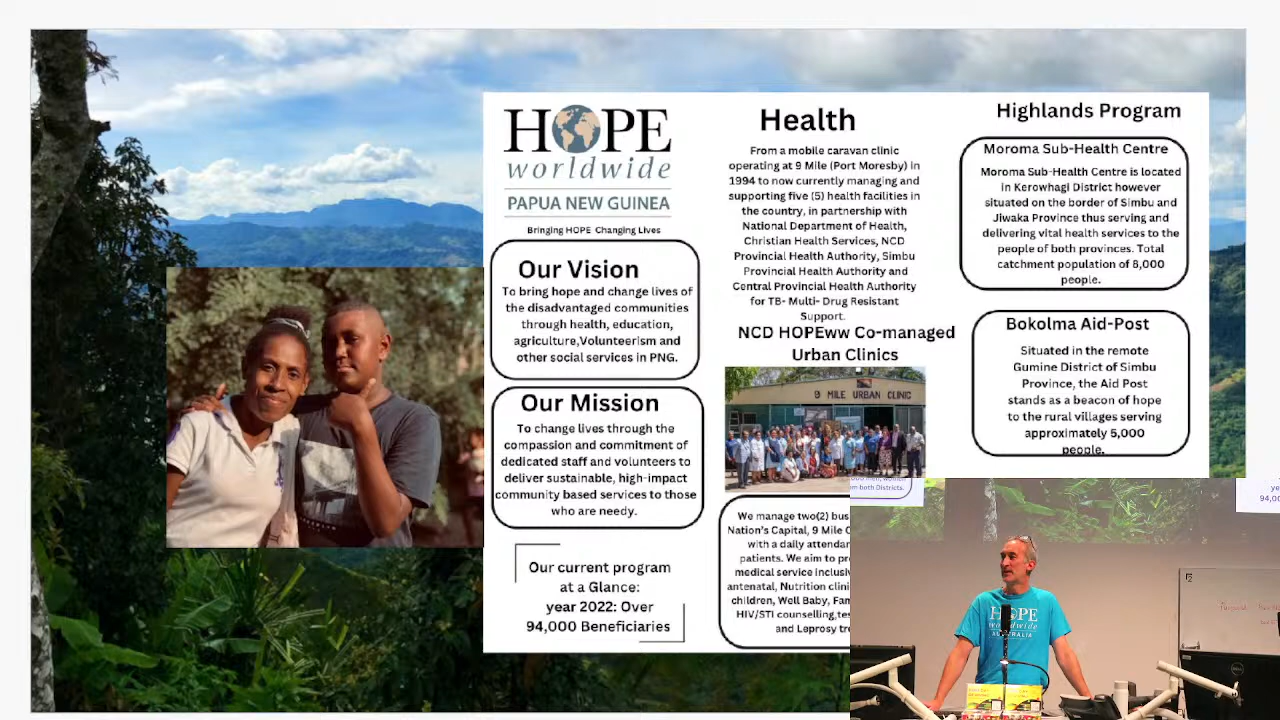 HOPE
worldwide
PAPUA NEW GUINEA
Bringing HOPE Changing Lives
Our Vision
To bring hope and change lives of
the disadvantaged communities
through health, education,
agriculture,Volunteerism and
other social services in PNG.
Our Mission
To change lives through the
compassion and commitment of
dedicated staff and volunteers to
deliver sustainable, high-impact
community based services to those
who are needy.
Our current program
at a Glance:
year 2022: Over
94,000 Beneficiaries
Health
From a mobile caravan clinic
operating at 9 Mile (Port Moresby) in
1994 to now currently managing and
supporting five (5) health facilities in
the country, in partnership with
National Department of Health,
Christian Health Services, NCD
Provincial Health Authority, Simbu
Provincial Health Authority and
Central Provincial Health Authority
for TB- Multi- Drug Resistant
Support.
NCD HOPEww Co-managed
Urban Clinics
9 MILE URBAN CLINIC
We manage two(2) bus
Nation's Capital, 9 Mile C
with a daily attendar
patients. We aim to pr
medical service inclusi
antenatal, Nutrition clini
children, Well Baby, Fam
HIV/STI counselling,tes
and Leprosy tre
Highlands Program
Moroma Sub-Health Centre
Moroma Sub-Health Centre is located
in Kerowhagi District however
situated on the border of Simbu and
Jiwaka Province thus serving and
delivering vital health services to the
people of both provinces. Total
catchment population of 8,000
people.
Bokolma Aid-Post
Situated in the remote
Gumine District of Simbu
Province, the Aid Post
stands as a beacon of hope
to the rural villages serving
approximately 5,000
people.
om both Districts.
ye
94,00
HOPE
worldwide
AUSTRALIA
DELL